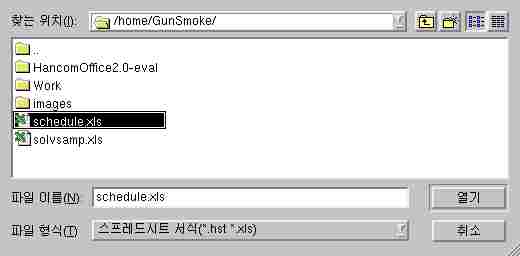 찾는 위치(I): /home/GunSmoke/
..
HancomOffice2.0-eval
Work
images
schedule.xls
solvsamp.xls
파일 이름(N): schedule.xls 열기
파일 형식(T) 스프레드시트 서식(*.hst *.xls) 취소